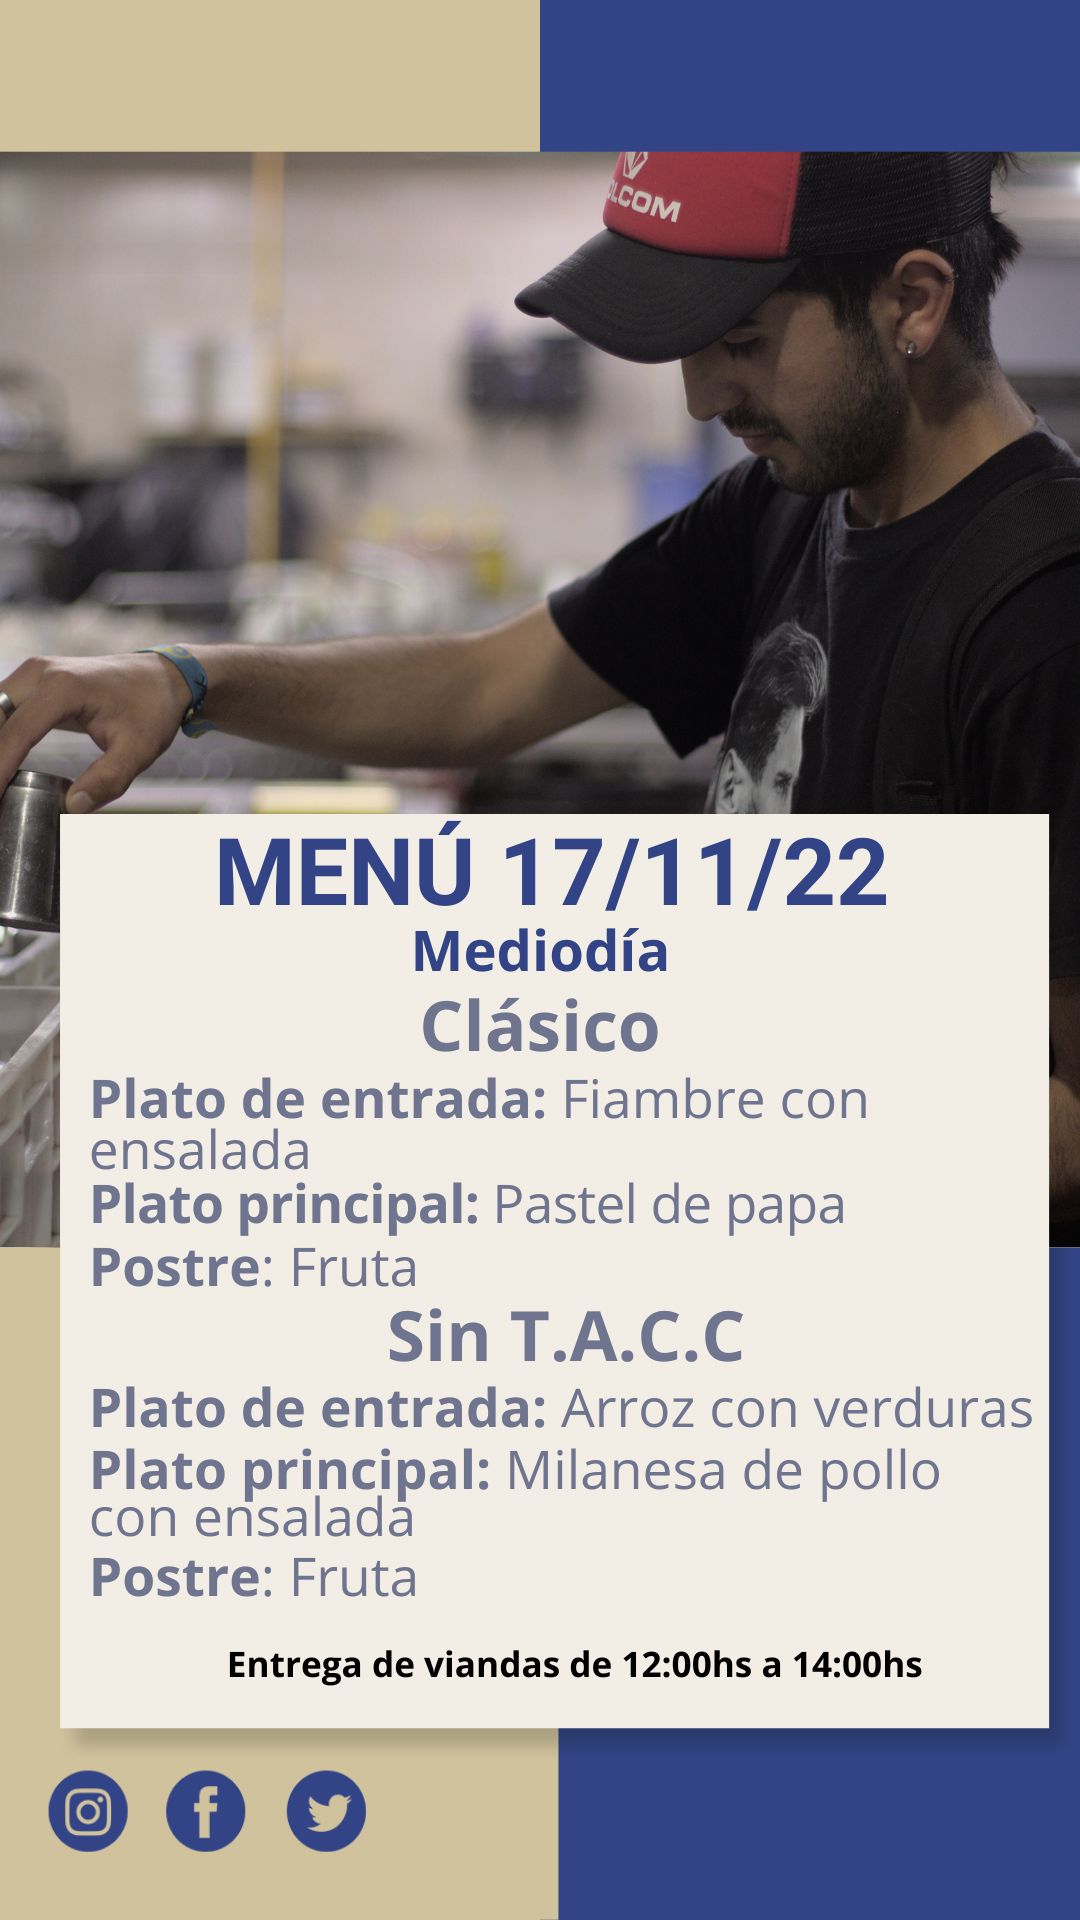 OLCOM
MENÚ 17/11/22
Mediodía
Clásico
Plato de entrada: Fiambre con
ensalada
Plato principal: Pastel de papa
Postre: Fruta
Sin T.A.C.C
Plato de entrada: Arroz con verduras
Plato principal: Milanesa de pollo
con ensalada
Postre: Fruta
Entrega de viandas de 12:00hs a 14:00hs